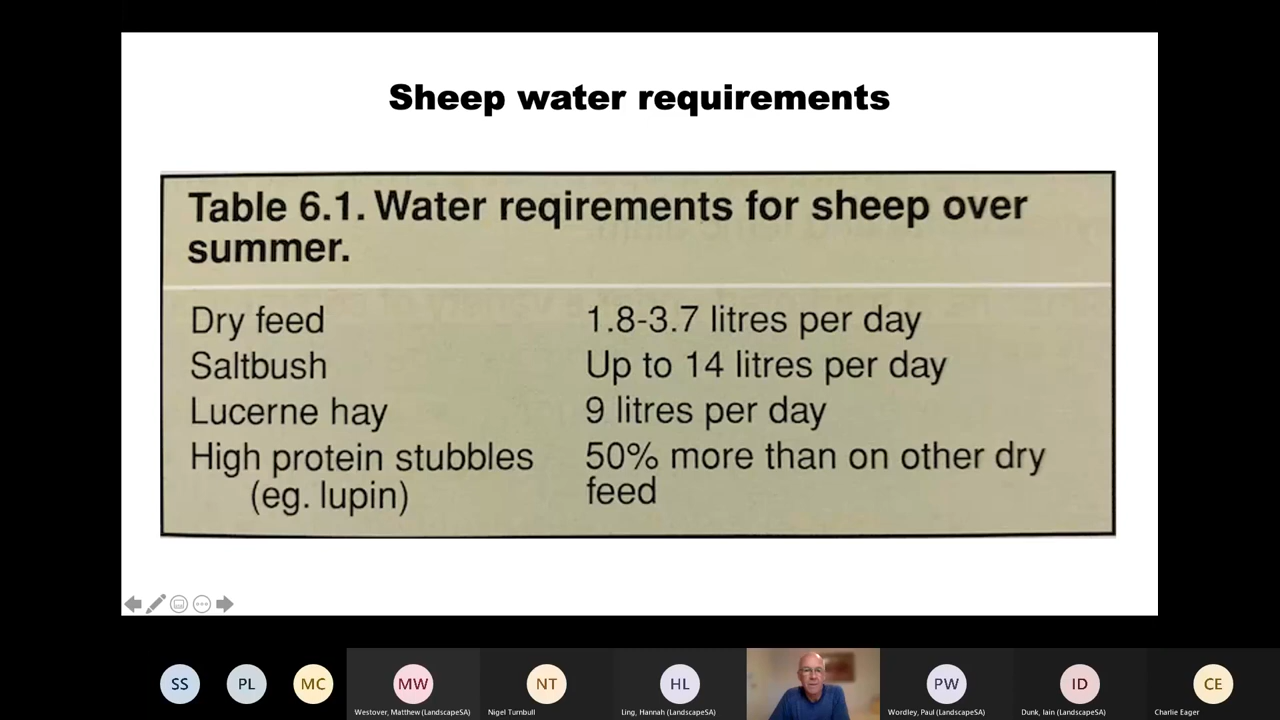 Sheep water requirements
Table 6.1. Water reqirements for sheep over
summer.
Dry feed 1.8-3.7 litres per day
Saltbush Up to 14 litres per day
Lucerne hay 9 litres per day
High protein stubbles 50% more than on other dry
(eg. lupin) feed
SS PL MC MW NT HL PW ID CE
Westover, Matthew (LandscapeSA) Nigel Turnbull Ling, Hannah (LandscapeSA) Wordley, Paul (LandscapeSA) Dunk, Iain (LandscapeSA) Charlie Eager